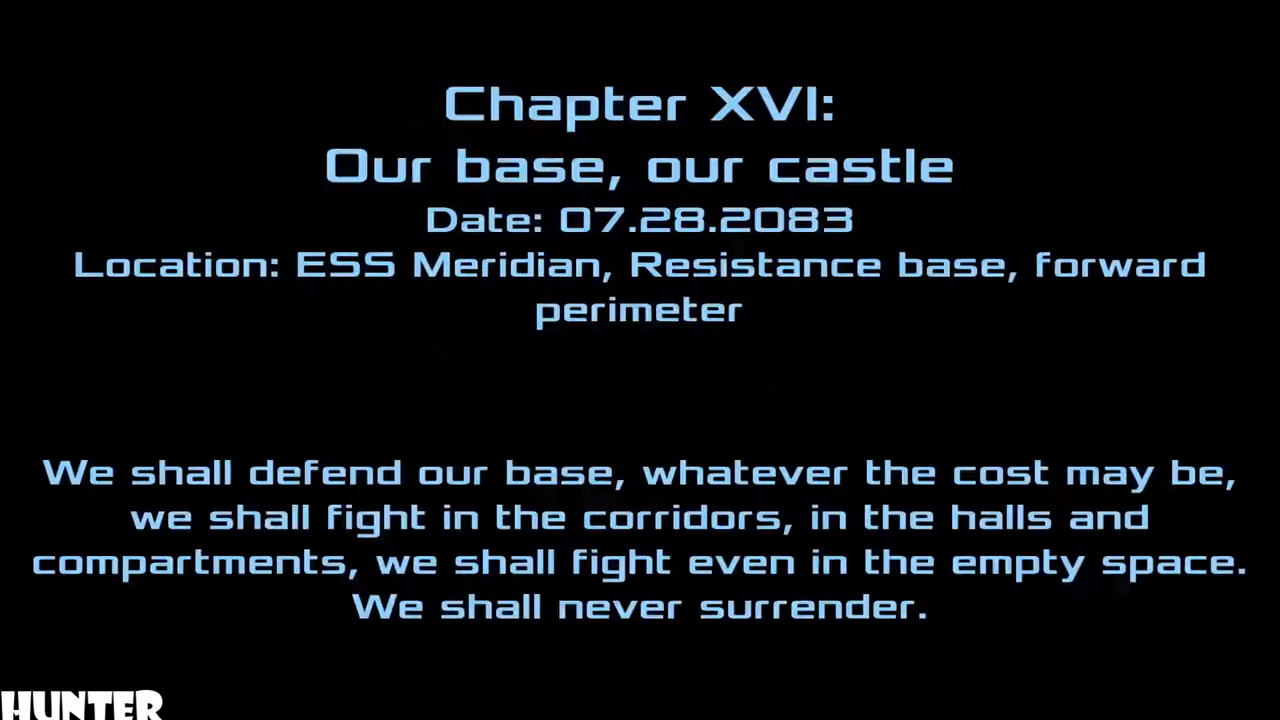 Chapter XVI:
Our base, our castle
Date: 07.28.2083
Location: ESS Meridian, Resistance base, forward
perimeter
We shall defend our base, whatever the cost may be,
we shall fight in the corridors, in the halls and
compartments, we shall fight even in the empty space.
We shall never surrender.
HUNTER